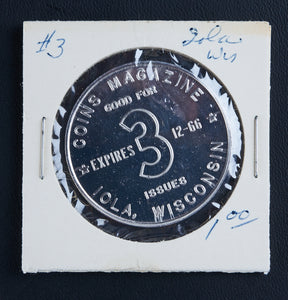 #3
Iola
Wis
COINS MAGAZINE
GOOD FOR
3
☆ EXPIRES 12-66 ☆
ISSUES
IOLA, WISCONSIN
1.00